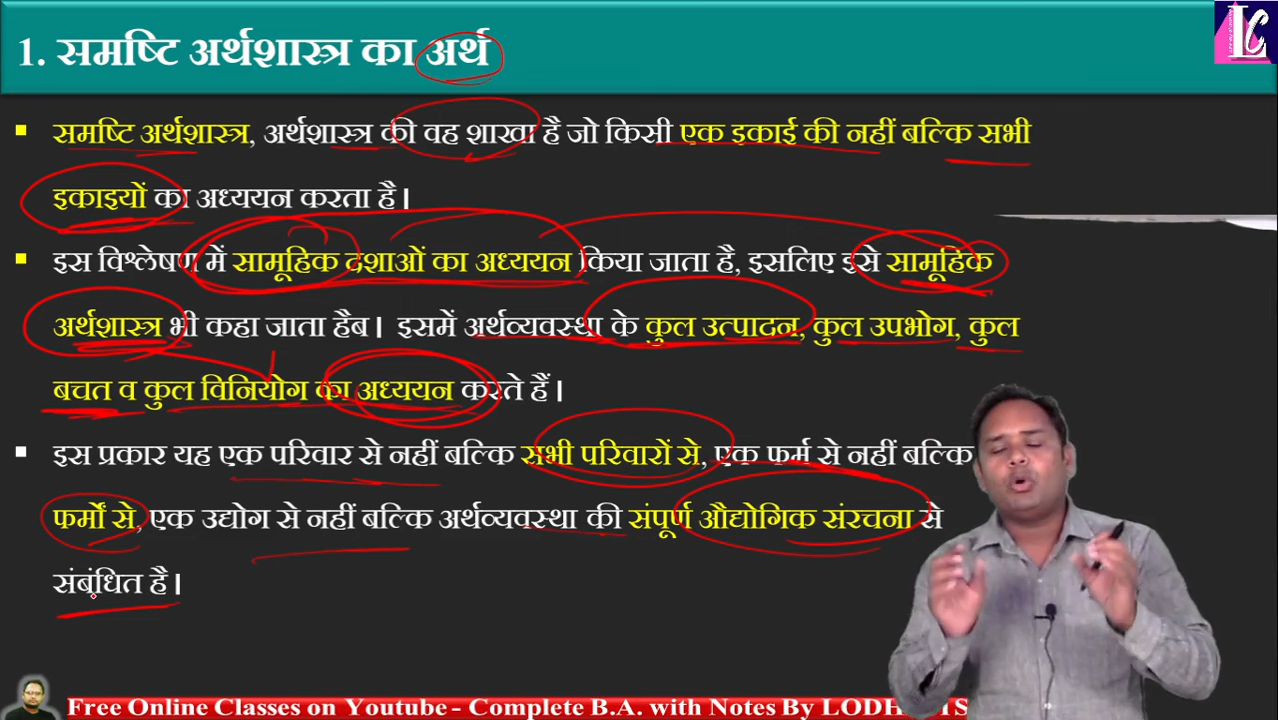 1. समष्टि अर्थशास्त्र का अर्थ
LC
समष्टि अर्थशास्त्र, अर्थशास्त्र की वह शाखा है जो किसी एक इकाई की नहीं बल्कि सभी
इकाइयों का अध्ययन करता है।
इस विश्लेषण में सामूहिक दशाओं का अध्ययन किया जाता है, इसलिए इसे सामूहिक
अर्थशास्त्र भी कहा जाता हैब। इसमें अर्थव्यवस्था के कुल उत्पादन, कुल उपभोग, कुल
बचत व कुल विनियोग का अध्ययन करते हैं।
इस प्रकार यह एक परिवार से नहीं बल्कि सभी परिवारों से, एक फर्म से नहीं बल्कि
फर्मों से, एक उद्योग से नहीं बल्कि अर्थव्यवस्था की संपूर्ण औद्योगिक संरचना से
संबंधित है।
Free Online Classes on Youtube - Complete B.A. with Notes By